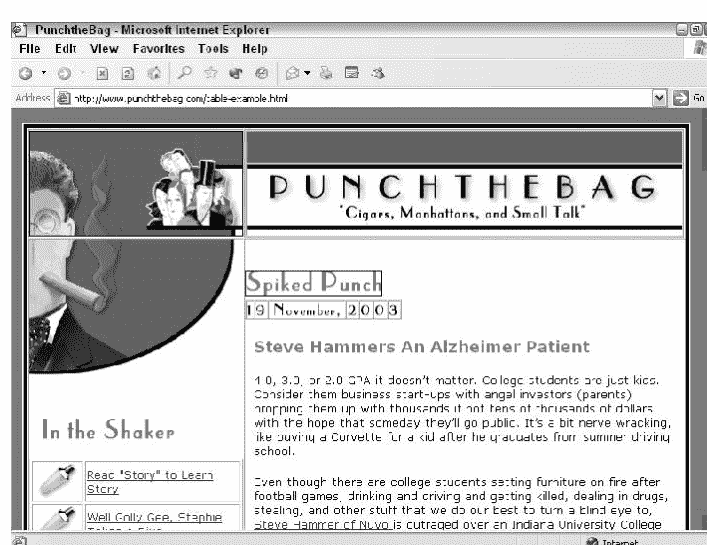 PunchtheBag - Microsoft Internet Explorer
File Edit View Favorites Tools Help
Address http://www.punchthebag.com/table-example.html Go
PUNCHTHEBAG
"Cigars, Manhattans, and Small Talk"
Spiked Punch
19 November, 2003
Steve Hammers An Alzheimer Patient
4.0, 3.0, or 2.0 GPA it doesn't matter. College students are just kids.
Consider them business start-ups with angel investors (parents)
propping them up with thousands if not tens of thousands of dollars
with the hope that someday they'll go public. It's a bit nerve wracking,
like buying a Corvette for a kid after he graduates from summer driving
school.
Even though there are college students setting furniture on fire after
football games, drinking and driving and getting killed, dealing in drugs,
stealing, and other stuff that we do our best to turn a blind eye to,
Steve Hammer of Nuvo is outraged over an Indiana University College
In the Shaker
Read "Story" to Learn
Story
Well Golly Gee, Stephie
Internet